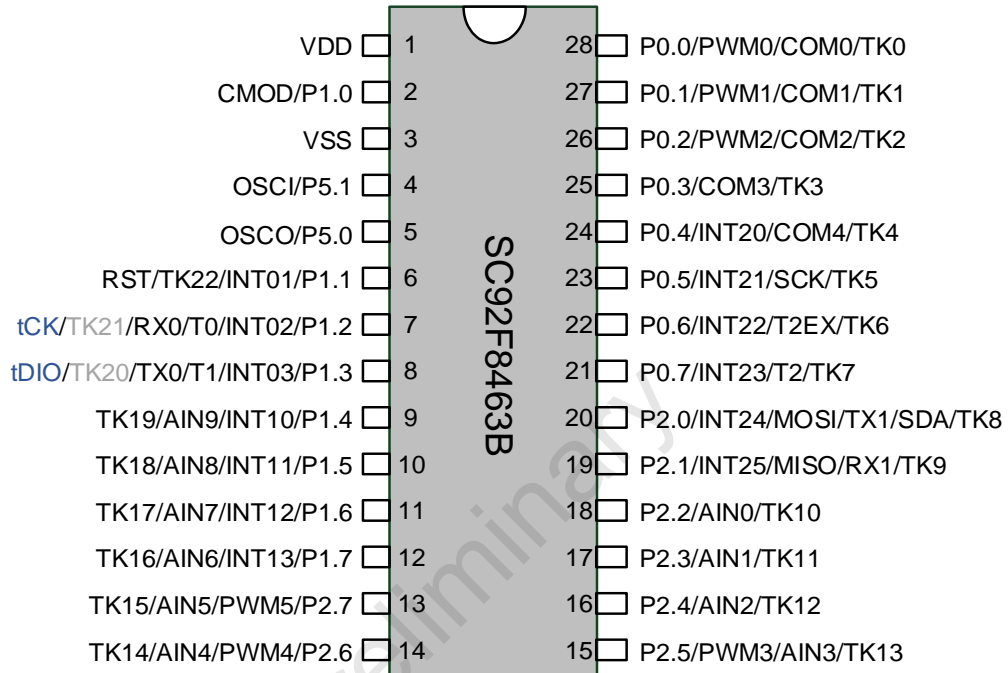 VDD 1 28 P0.0/PWM0/COM0/TK0
CMOD/P1.0 2 27 P0.1/PWM1/COM1/TK1
VSS 3 26 P0.2/PWM2/COM2/TK2
OSCI/P5.1 4 25 P0.3/COM3/TK3
OSCO/P5.0 5 24 P0.4/INT20/COM4/TK4
RST/TK22/INT01/P1.1 6 23 P0.5/INT21/SCK/TK5
tCK/TK21/RX0/T0/INT02/P1.2 7 22 P0.6/INT22/T2EX/TK6
tDIO/TK20/TX0/T1/INT03/P1.3 8 21 P0.7/INT23/T2/TK7
TK19/AIN9/INT10/P1.4 9 20 P2.0/INT24/MOSI/TX1/SDA/TK8
TK18/AIN8/INT11/P1.5 10 19 P2.1/INT25/MISO/RX1/TK9
TK17/AIN7/INT12/P1.6 11 18 P2.2/AIN0/TK10
TK16/AIN6/INT13/P1.7 12 17 P2.3/AIN1/TK11
TK15/AIN5/PWM5/P2.7 13 16 P2.4/AIN2/TK12
TK14/AIN4/PWM4/P2.6 14 15 P2.5/PWM3/AIN3/TK13
SC92F8463B
reliminary